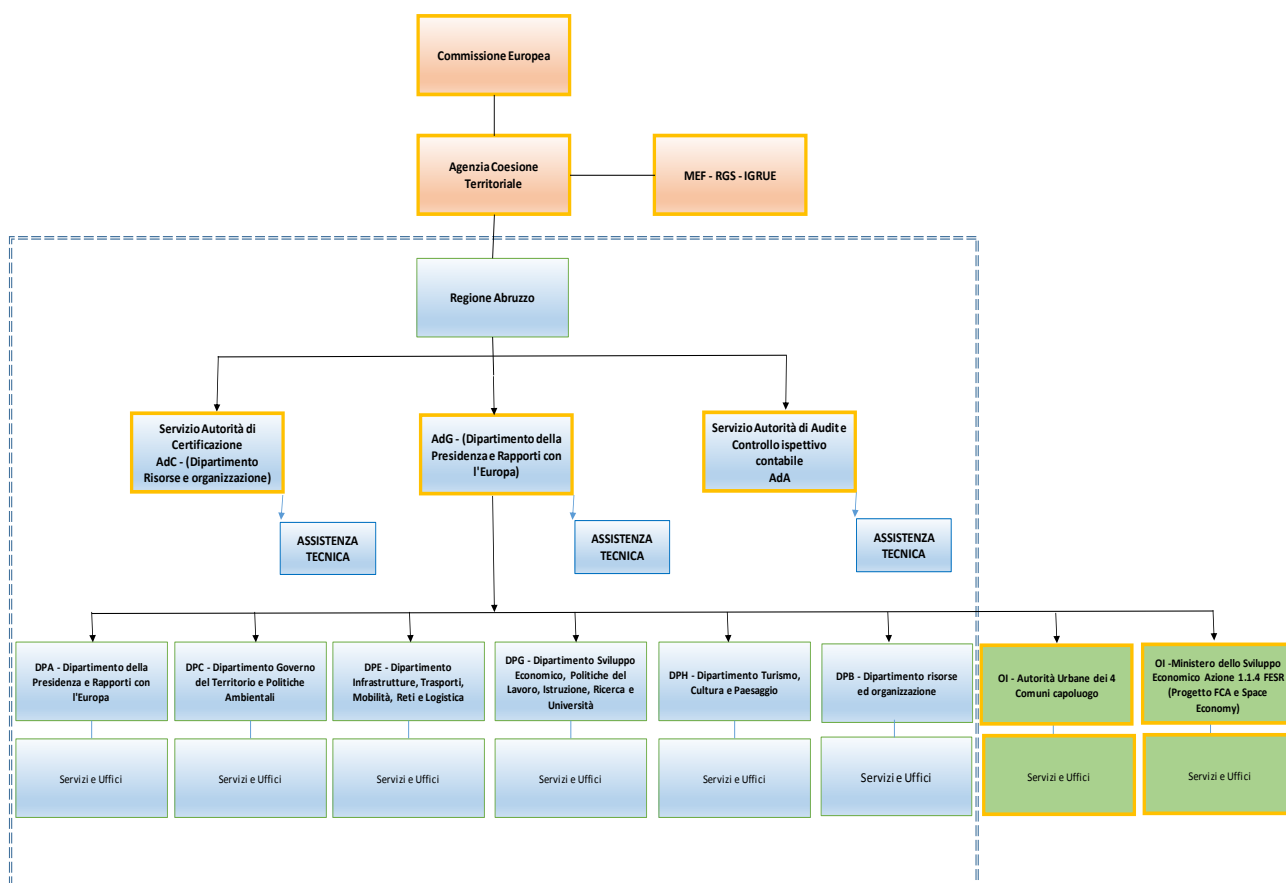 Commissione Europea
Agenzia Coesione
Territoriale
MEF - RGS - IGRUE
Regione Abruzzo
Servizio Autorità di
Certificazione
AdC - (Dipartimento
Risorse e organizzazione)
AdG - (Dipartimento della
Presidenza e Rapporti con
l'Europa)
Servizio Autorità di Audit e
Controllo ispettivo
contabile
AdA
ASSISTENZA
TECNICA
ASSISTENZA
TECNICA
ASSISTENZA
TECNICA
DPA - Dipartimento della
Presidenza e Rapporti con
l'Europa
DPC - Dipartimento Governo
del Territorio e Politiche
Ambientali
DPE - Dipartimento
Infrastrutture, Trasporti,
Mobilità, Reti e Logistica
DPG - Dipartimento Sviluppo
Economico, Politiche del
Lavoro, Istruzione, Ricerca e
Università
DPH - Dipartimento Turismo,
Cultura e Paesaggio
DPB - Dipartimento risorse
ed organizzazione
OI - Autorità Urbane dei 4
Comuni capoluogo
OI -Ministero dello Sviluppo
Economico Azione 1.1.4 FESR
(Progetto FCA e Space
Economy)
Servizi e Uffici
Servizi e Uffici
Servizi e Uffici
Servizi e Uffici
Servizi e Uffici
Servizi e Uffici
Servizi e Uffici
Servizi e Uffici